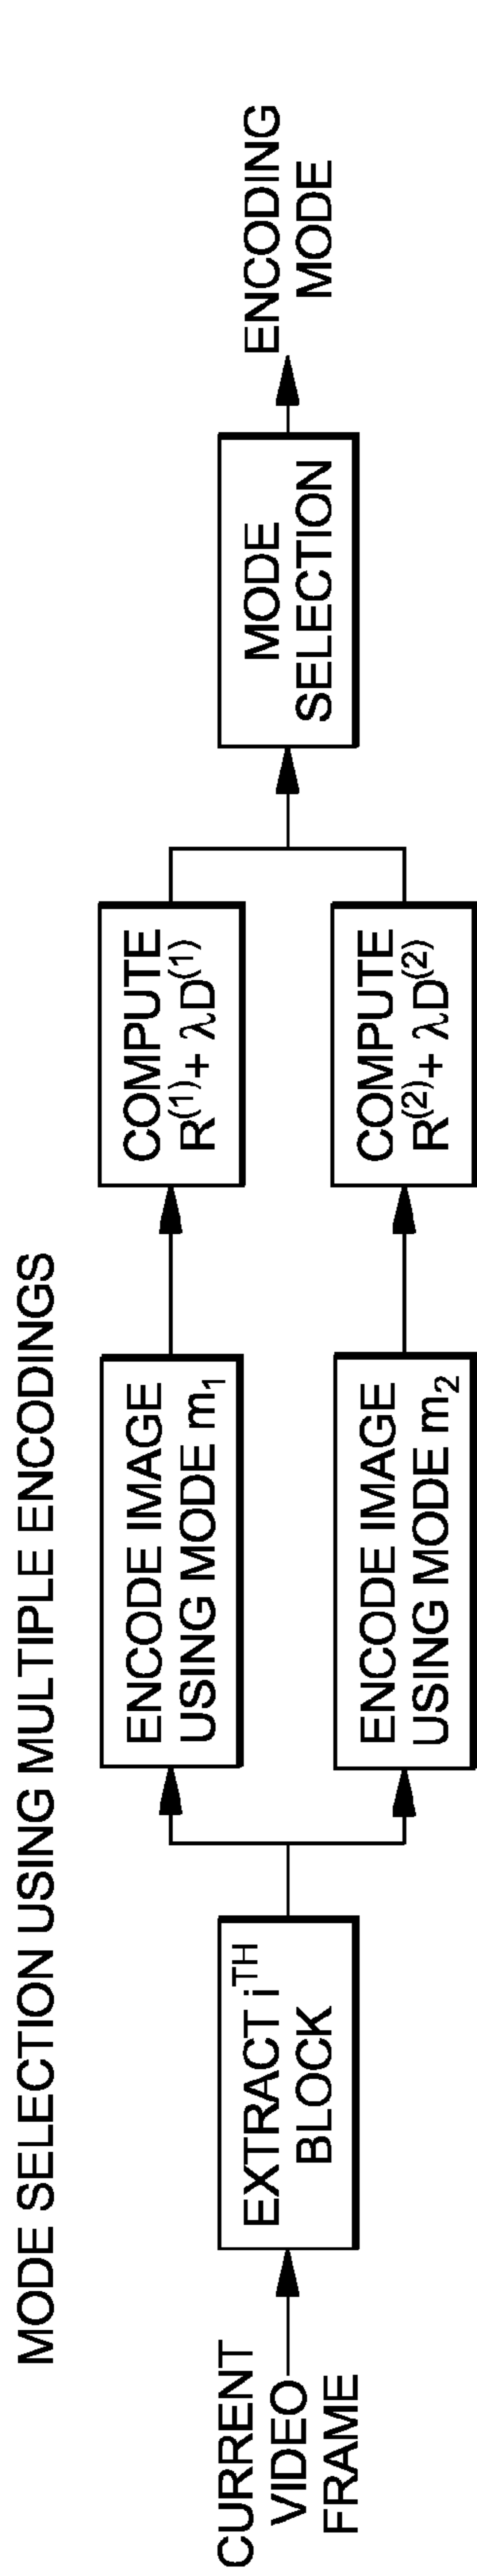 MODE SELECTION USING MULTIPLE ENCODINGS
CURRENT
VIDEO
FRAME
EXTRACT iᵀᴴ
BLOCK
ENCODE IMAGE
USING MODE m₁
COMPUTE
R⁽¹⁾+ λD⁽¹⁾
ENCODE IMAGE
USING MODE m₂
COMPUTE
R⁽²⁾+ λD⁽²⁾
MODE
SELECTION
ENCODING
MODE